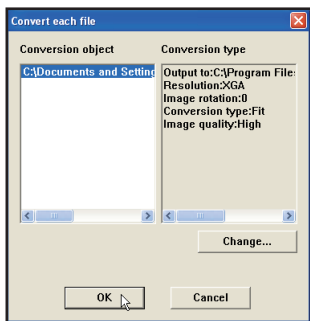 Convert each file
Conversion object
Conversion type
C:\Documents and Setting
Output to:C:\Program File
Resolution:XGA
Image rotation:0
Conversion type:Fit
Image quality:High
Change...
OK
Cancel